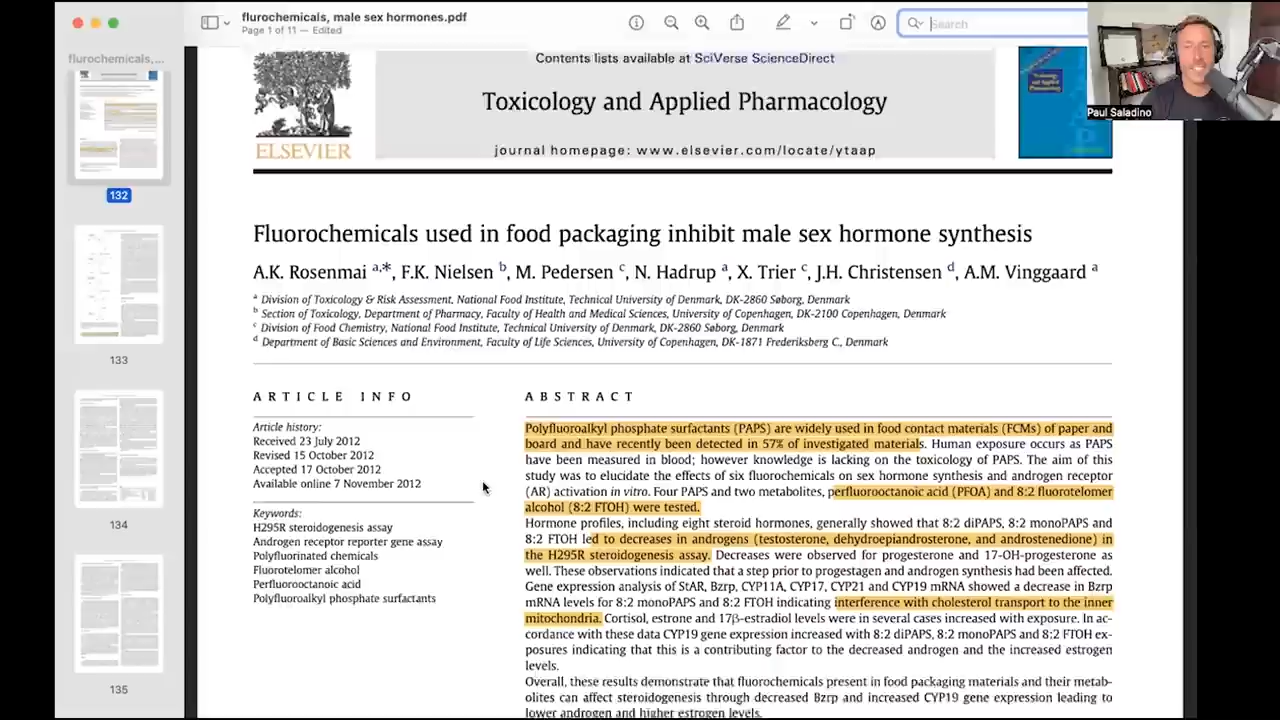 flurochemicals, male sex hormones.pdf
Page 1 of 11 – Edited
Search
Paul Saladino
flurochemicals,...
132
133
134
135
Contents lists available at SciVerse ScienceDirect
Toxicology and Applied Pharmacology
journal homepage: www.elsevier.com/locate/ytaap
ELSEVIER
Fluorochemicals used in food packaging inhibit male sex hormone synthesis
A.K. Rosenmai a,*, F.K. Nielsen b, M. Pedersen c, N. Hadrup a, X. Trier c, J.H. Christensen d, A.M. Vinggaard a
a Division of Toxicology & Risk Assessment, National Food Institute, Technical University of Denmark, DK-2860 Søborg, Denmark
b Section of Toxicology, Department of Pharmacy, Faculty of Health and Medical Sciences, University of Copenhagen, DK-2100 Copenhagen, Denmark
c Division of Food Chemistry, National Food Institute, Technical University of Denmark, DK-2860 Søborg, Denmark
d Department of Basic Sciences and Environment, Faculty of Life Sciences, University of Copenhagen, DK-1871 Frederiksberg C., Denmark
ARTICLE INFO
Article history:
Received 23 July 2012
Revised 15 October 2012
Accepted 17 October 2012
Available online 7 November 2012
Keywords:
H295R steroidogenesis assay
Androgen receptor reporter gene assay
Polyfluorinated chemicals
Fluorotelomer alcohol
Perfluorooctanoic acid
Polyfluoroalkyl phosphate surfactants
ABSTRACT
Polyfluoroalkyl phosphate surfactants (PAPS) are widely used in food contact materials (FCMs) of paper and
board and have recently been detected in 57% of investigated materials. Human exposure occurs as PAPS
have been measured in blood; however knowledge is lacking on the toxicology of PAPS. The aim of this
study was to elucidate the effects of six fluorochemicals on sex hormone synthesis and androgen receptor
(AR) activation in vitro. Four PAPS and two metabolites, perfluorooctanoic acid (PFOA) and 8:2 fluorotelomer
alcohol (8:2 FTOH) were tested.
Hormone profiles, including eight steroid hormones, generally showed that 8:2 diPAPS, 8:2 monoPAPS and
8:2 FTOH led to decreases in androgens (testosterone, dehydroepiandrosterone, and androstenedione) in
the H295R steroidogenesis assay. Decreases were observed for progesterone and 17-OH-progesterone as
well. These observations indicated that a step prior to progestagen and androgen synthesis had been affected.
Gene expression analysis of StAR, Bzrp, CYP11A, CYP17, CYP21 and CYP19 mRNA showed a decrease in Bzrp
mRNA levels for 8:2 monoPAPS and 8:2 FTOH indicating interference with cholesterol transport to the inner
mitochondria. Cortisol, estrone and 17β-estradiol levels were in several cases increased with exposure. In ac-
cordance with these data CYP19 gene expression increased with 8:2 diPAPS, 8:2 monoPAPS and 8:2 FTOH ex-
posures indicating that this is a contributing factor to the decreased androgen and the increased estrogen
levels.
Overall, these results demonstrate that fluorochemicals present in food packaging materials and their metab-
olites can affect steroidogenesis through decreased Bzrp and increased CYP19 gene expression leading to
lower androgen and higher estrogen levels.